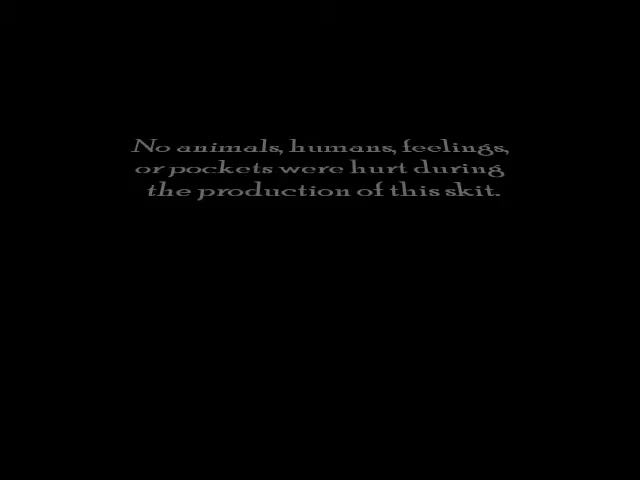 No animals, humans, feelings,
or pockets were hurt during
the production of this skit.